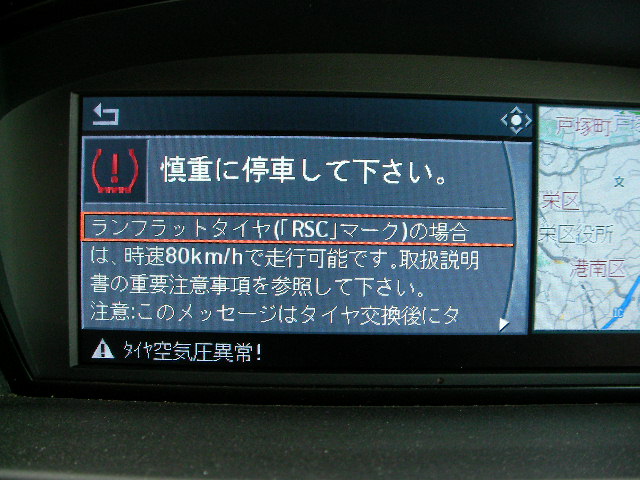 慎重に停車して下さい。
ランフラットタイヤ(｢RSC｣マーク)の場合
は、時速80km/hで走行可能です。取扱説明
書の重要注意事項を参照して下さい。
注意:このメッセージはタイヤ交換後にタ
ﾀｲﾔ空気圧異常!
戸塚町
戸塚
栄区
栄区役所
港南区
文